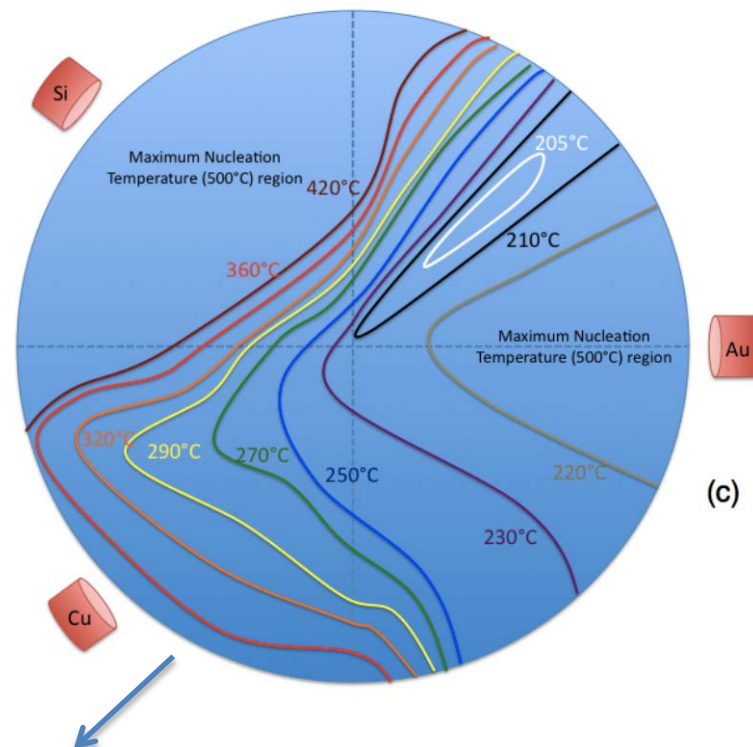 Si
205°C
Maximum Nucleation
Temperature (500°C) region
420°C
210°C
360°C
Maximum Nucleation
Temperature (500°C) region
Au
320°C
290°C
270°C
250°C
220°C
(c)
230°C
Cu